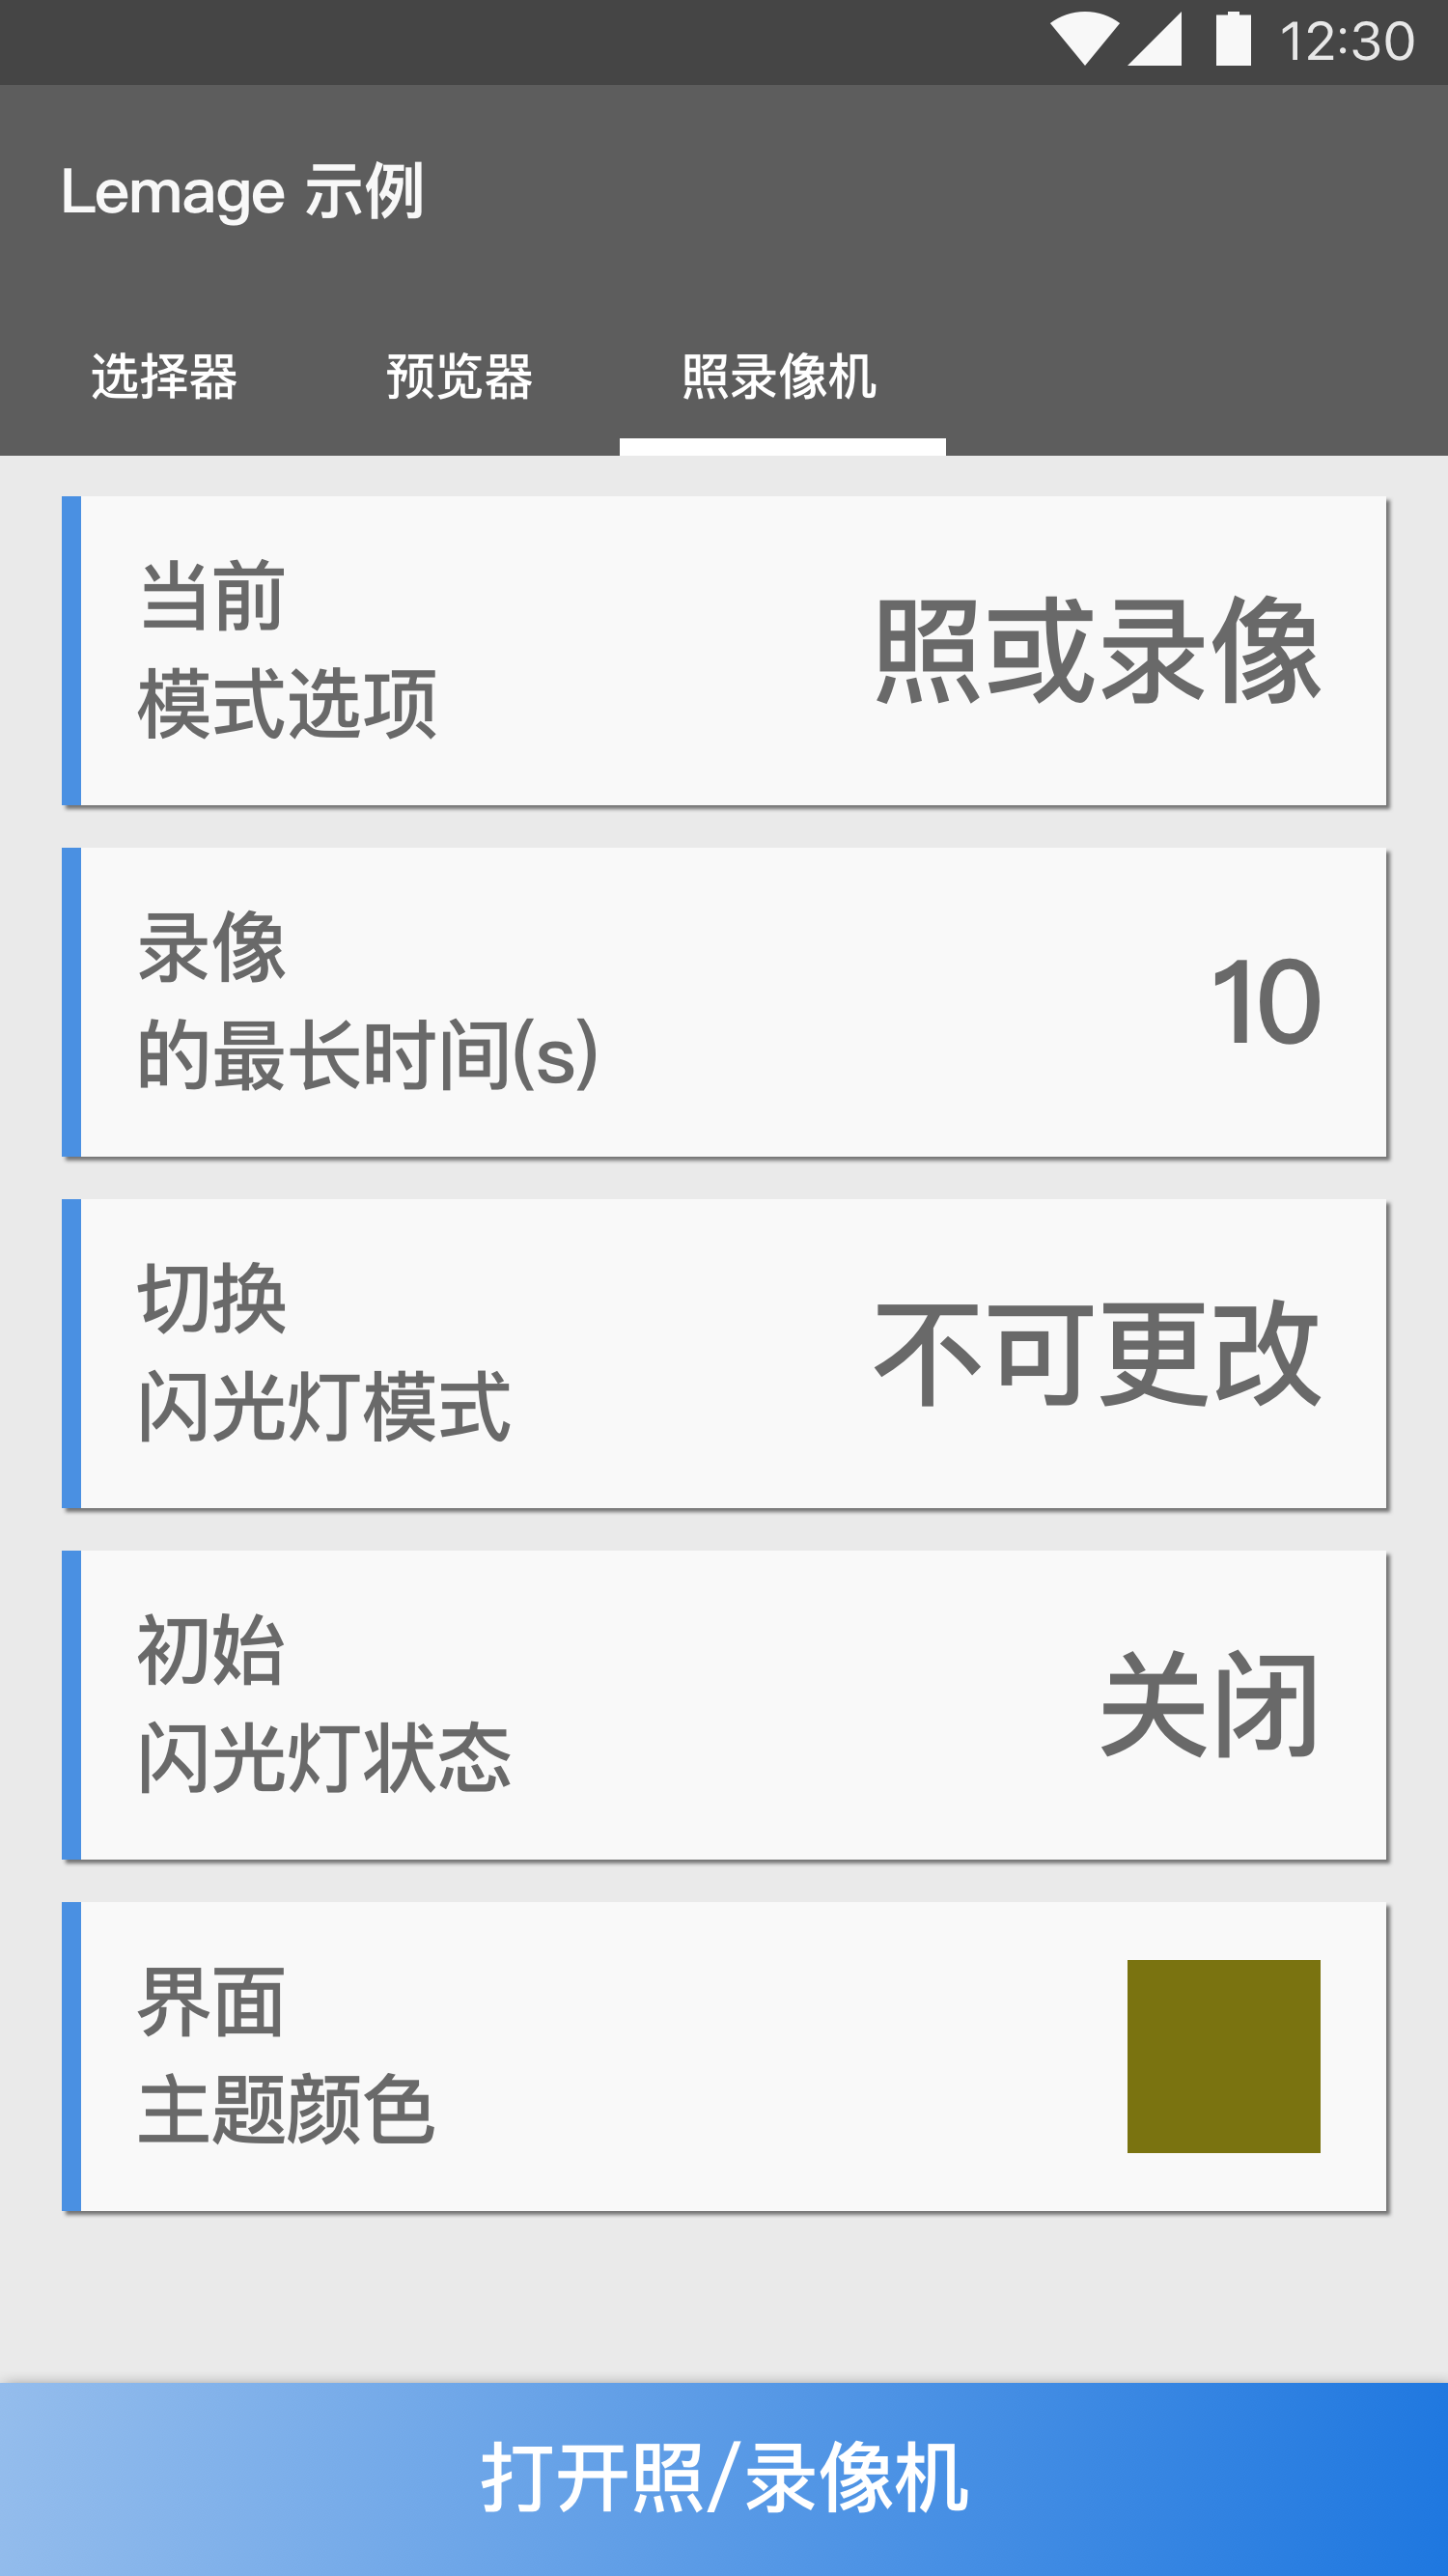 12:30
Lemage 示例
选择器 预览器 照录像机
当前
模式选项
照或录像
录像
的最长时间(s)
10
切换
闪光灯模式
不可更改
初始
闪光灯状态
关闭
界面
主题颜色
打开照/录像机